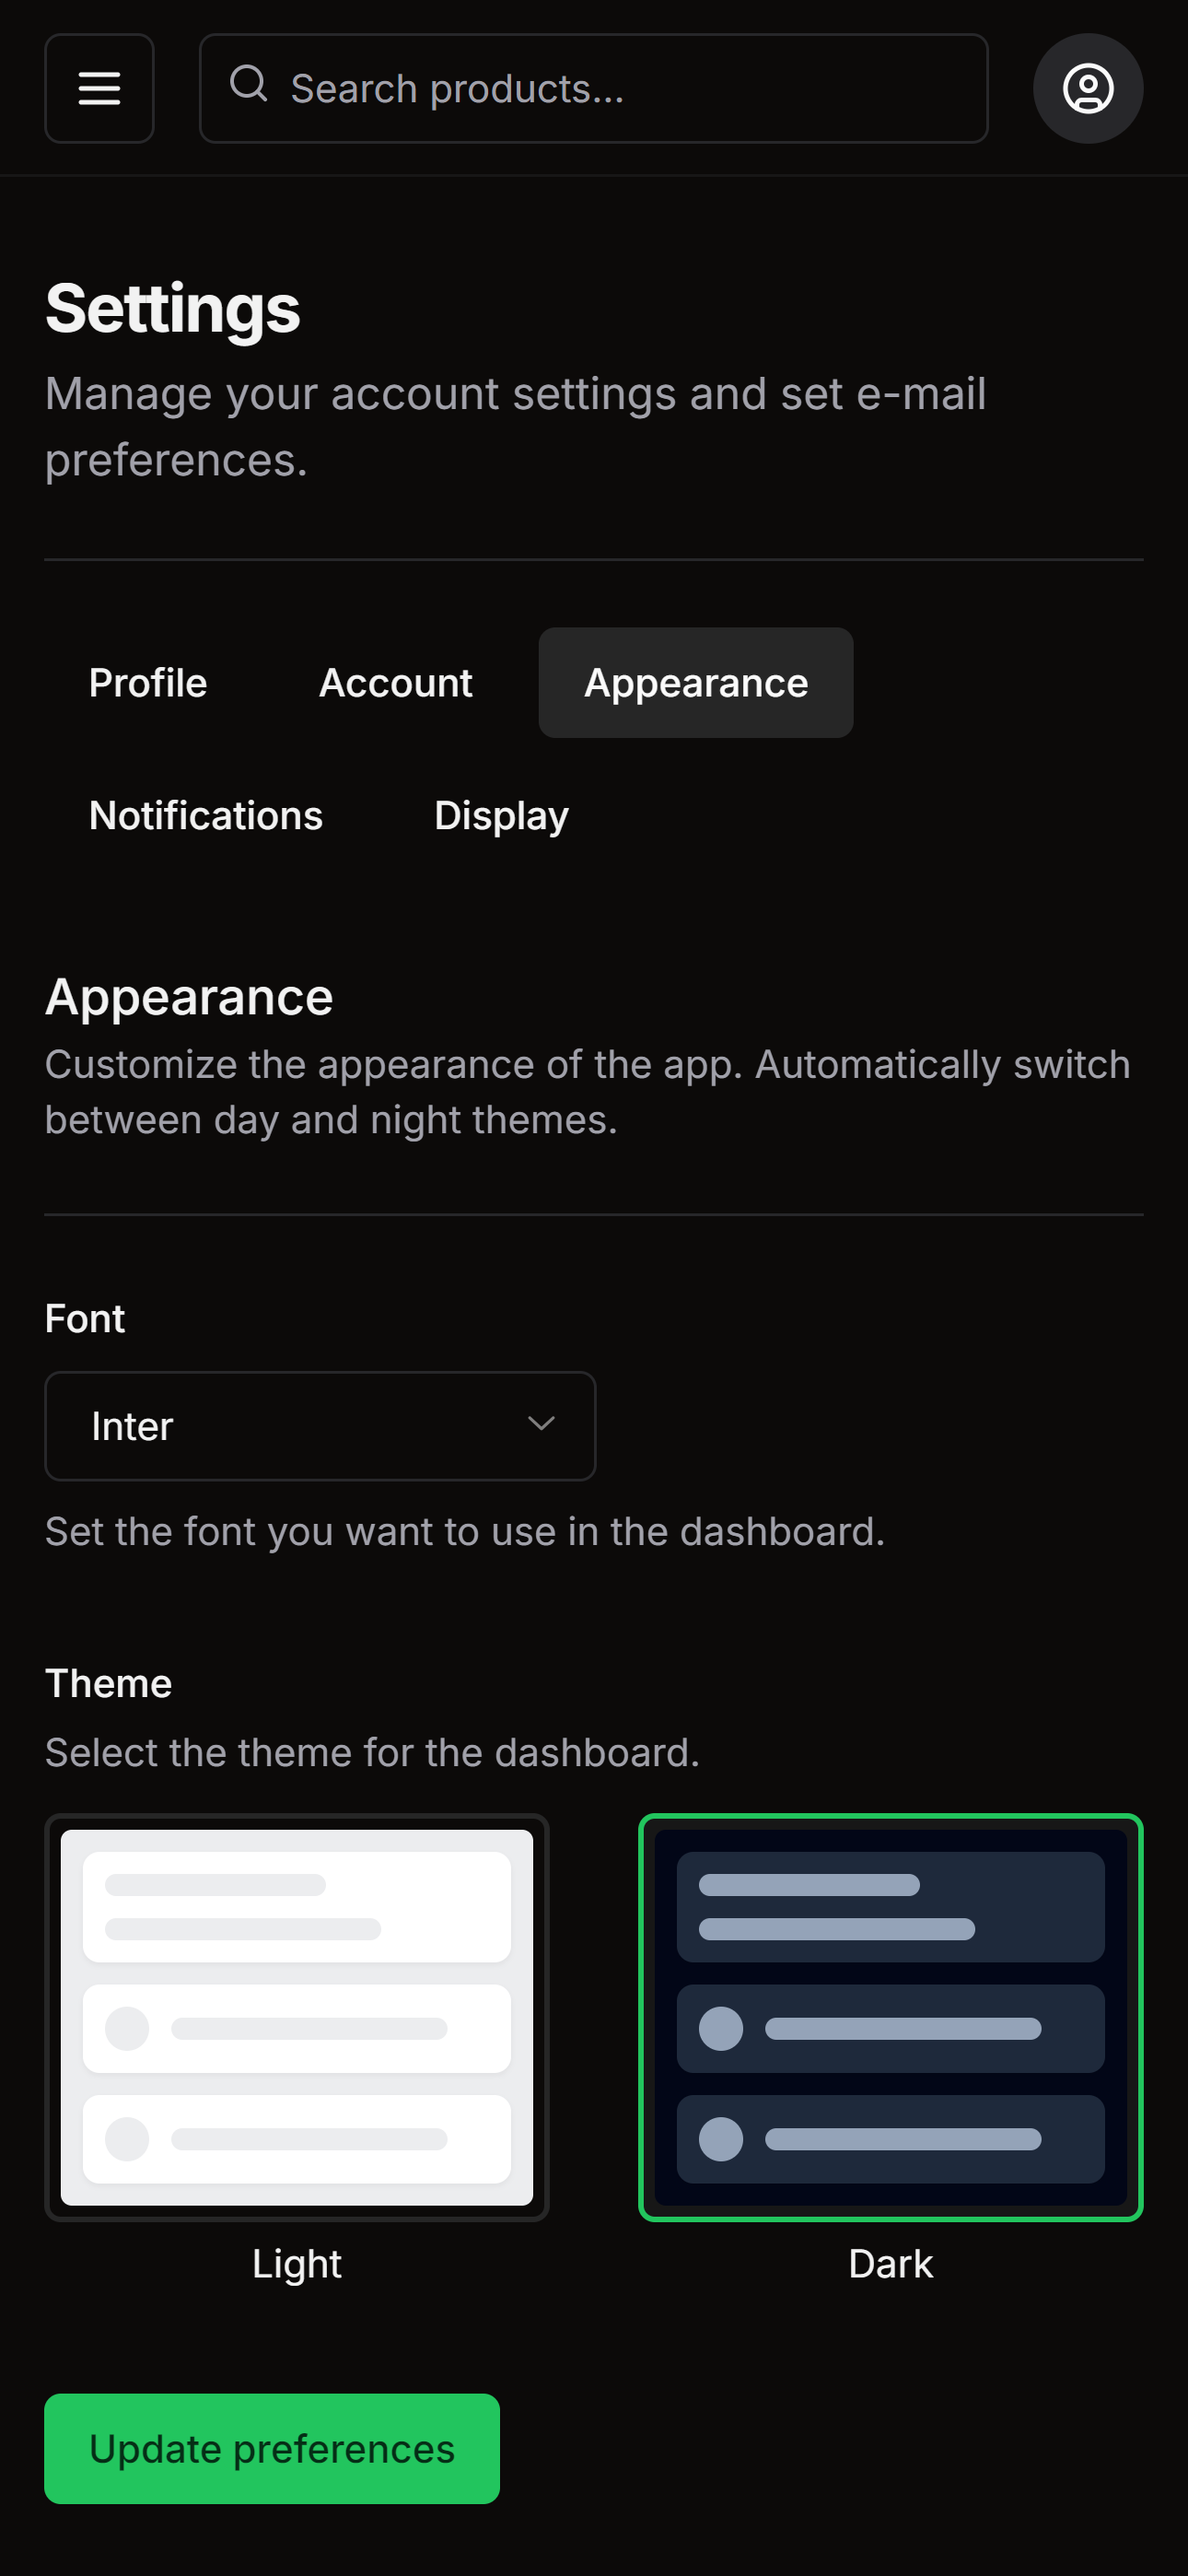 Search products...
Settings
Manage your account settings and set e-mail
preferences.
Profile Account Appearance
Notifications Display
Appearance
Customize the appearance of the app. Automatically switch
between day and night themes.
Font
Inter
Set the font you want to use in the dashboard.
Theme
Select the theme for the dashboard.
Light Dark
Update preferences